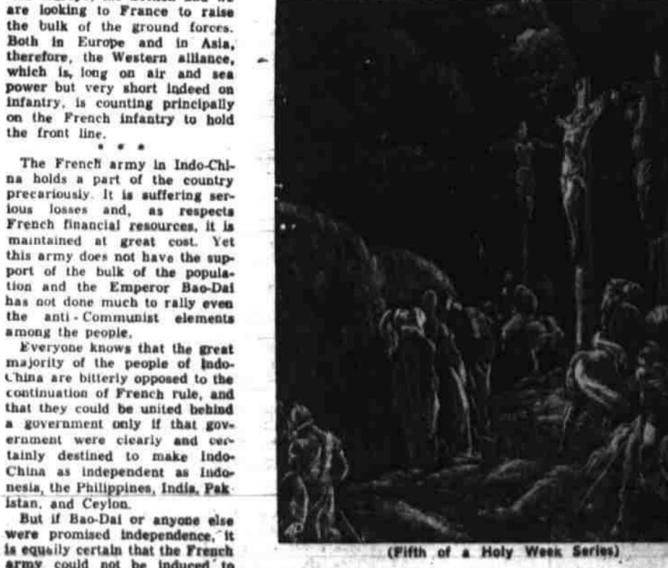 are looking to France to raise
the bulk of the ground forces.
Both in Europe and in Asia,
therefore, the Western alliance,
which is, long on air and sea
power but very short indeed on
infantry, is counting principally
on the French infantry to hold
the front line.
* * *
The French army in Indo-Chi-
na holds a part of the country
precariously. It is suffering ser-
ious losses and, as respects
French financial resources, it is
maintained at great cost. Yet
this army does not have the sup-
port of the bulk of the popula-
tion and the Emperor Bao-Dai
has not done much to rally even
the anti-Communist elements
among the people.
Everyone knows that the great
majority of the people of Indo-
China are bitterly opposed to the
continuation of French rule, and
that they could be united behind
a government only if that gov-
ernment were clearly and cer-
tainly destined to make Indo-
China as independent as Indo-
nesia, the Philippines, India, Pak-
istan, and Ceylon.
But if Bao-Dai or anyone else
were promised independence, it
is equally certain that the French
army could not be induced to
(Fifth of a Holy Week Series)